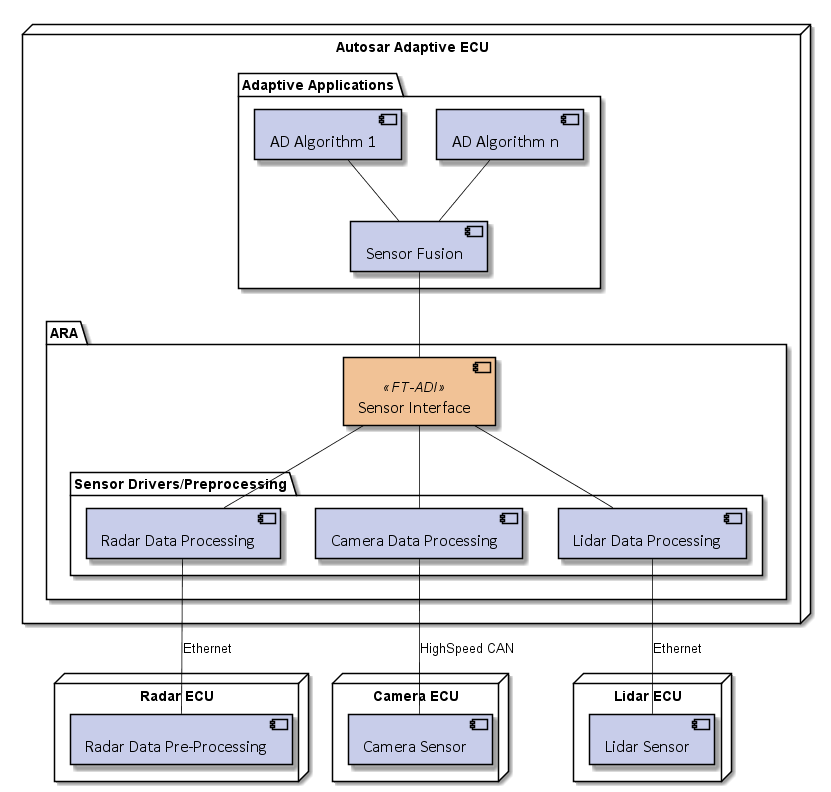 Autosar Adaptive ECU
Adaptive Applications
AD Algorithm 1
AD Algorithm n
Sensor Fusion
ARA
«FT-ADI»
Sensor Interface
Sensor Drivers/Preprocessing
Radar Data Processing
Camera Data Processing
Lidar Data Processing
Ethernet
HighSpeed CAN
Ethernet
Radar ECU
Camera ECU
Lidar ECU
Radar Data Pre-Processing
Camera Sensor
Lidar Sensor